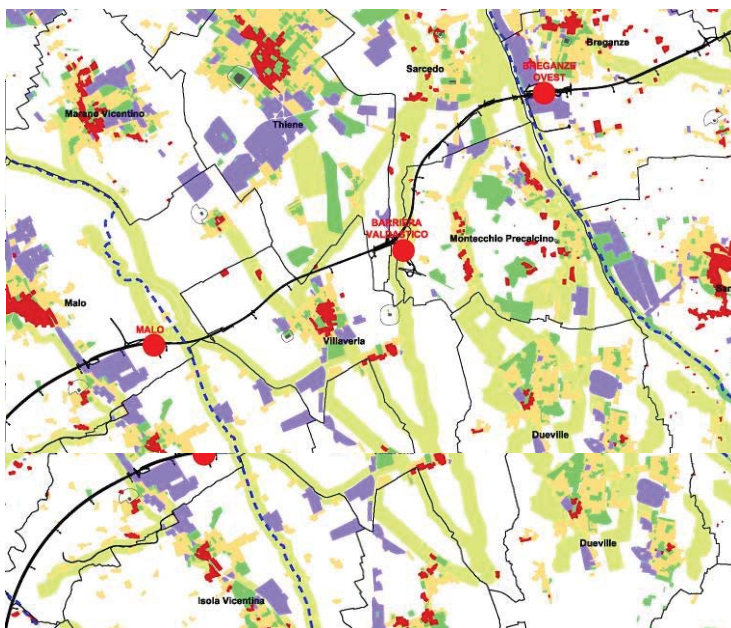 Breganze
Sarcedo
BREGANZE
OVEST
Marano Vicentino
Thiene
BARRIERA
VALDASTICO
Montecchio Precalcino
Malo
MALO
Villaverla
Dueville
Dueville
Isola Vicentina